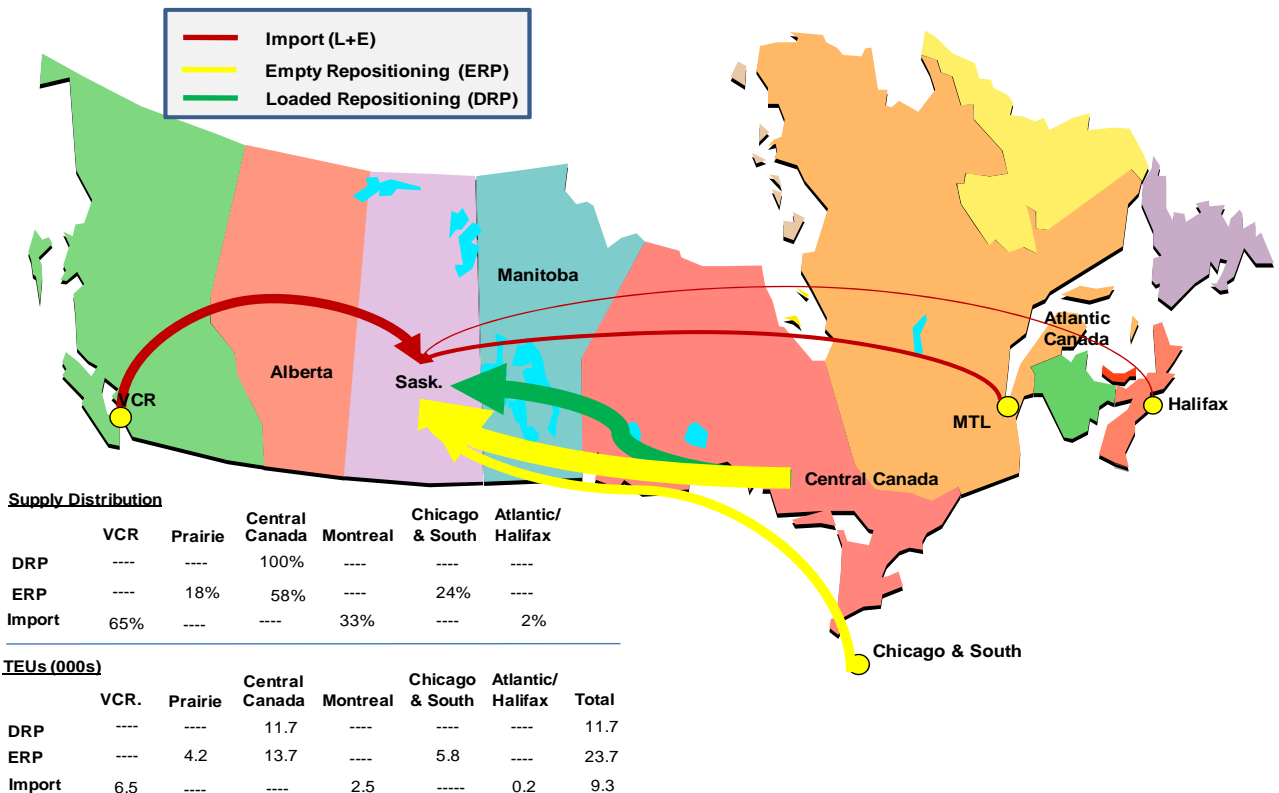 Import (L+E)
Empty Repositioning (ERP)
Loaded Repositioning (DRP)
Manitoba
Atlantic
Canada
Alberta
Sask.
VCR
MTL
Halifax
Central Canada
Chicago & South
Supply Distribution
VCR Prairie Central Canada Montreal Chicago & South Atlantic/ Halifax
DRP ---- ---- 100% ---- ---- ----
ERP ---- 18% 58% ---- 24% ----
Import 65% ---- ---- 33% ---- 2%
TEUs (000s)
VCR. Prairie Central Canada Montreal Chicago & South Atlantic/ Halifax Total
DRP ---- ---- 11.7 ---- ---- ---- 11.7
ERP ---- 4.2 13.7 ---- 5.8 ---- 23.7
Import 6.5 ---- ---- 2.5 ----- 0.2 9.3